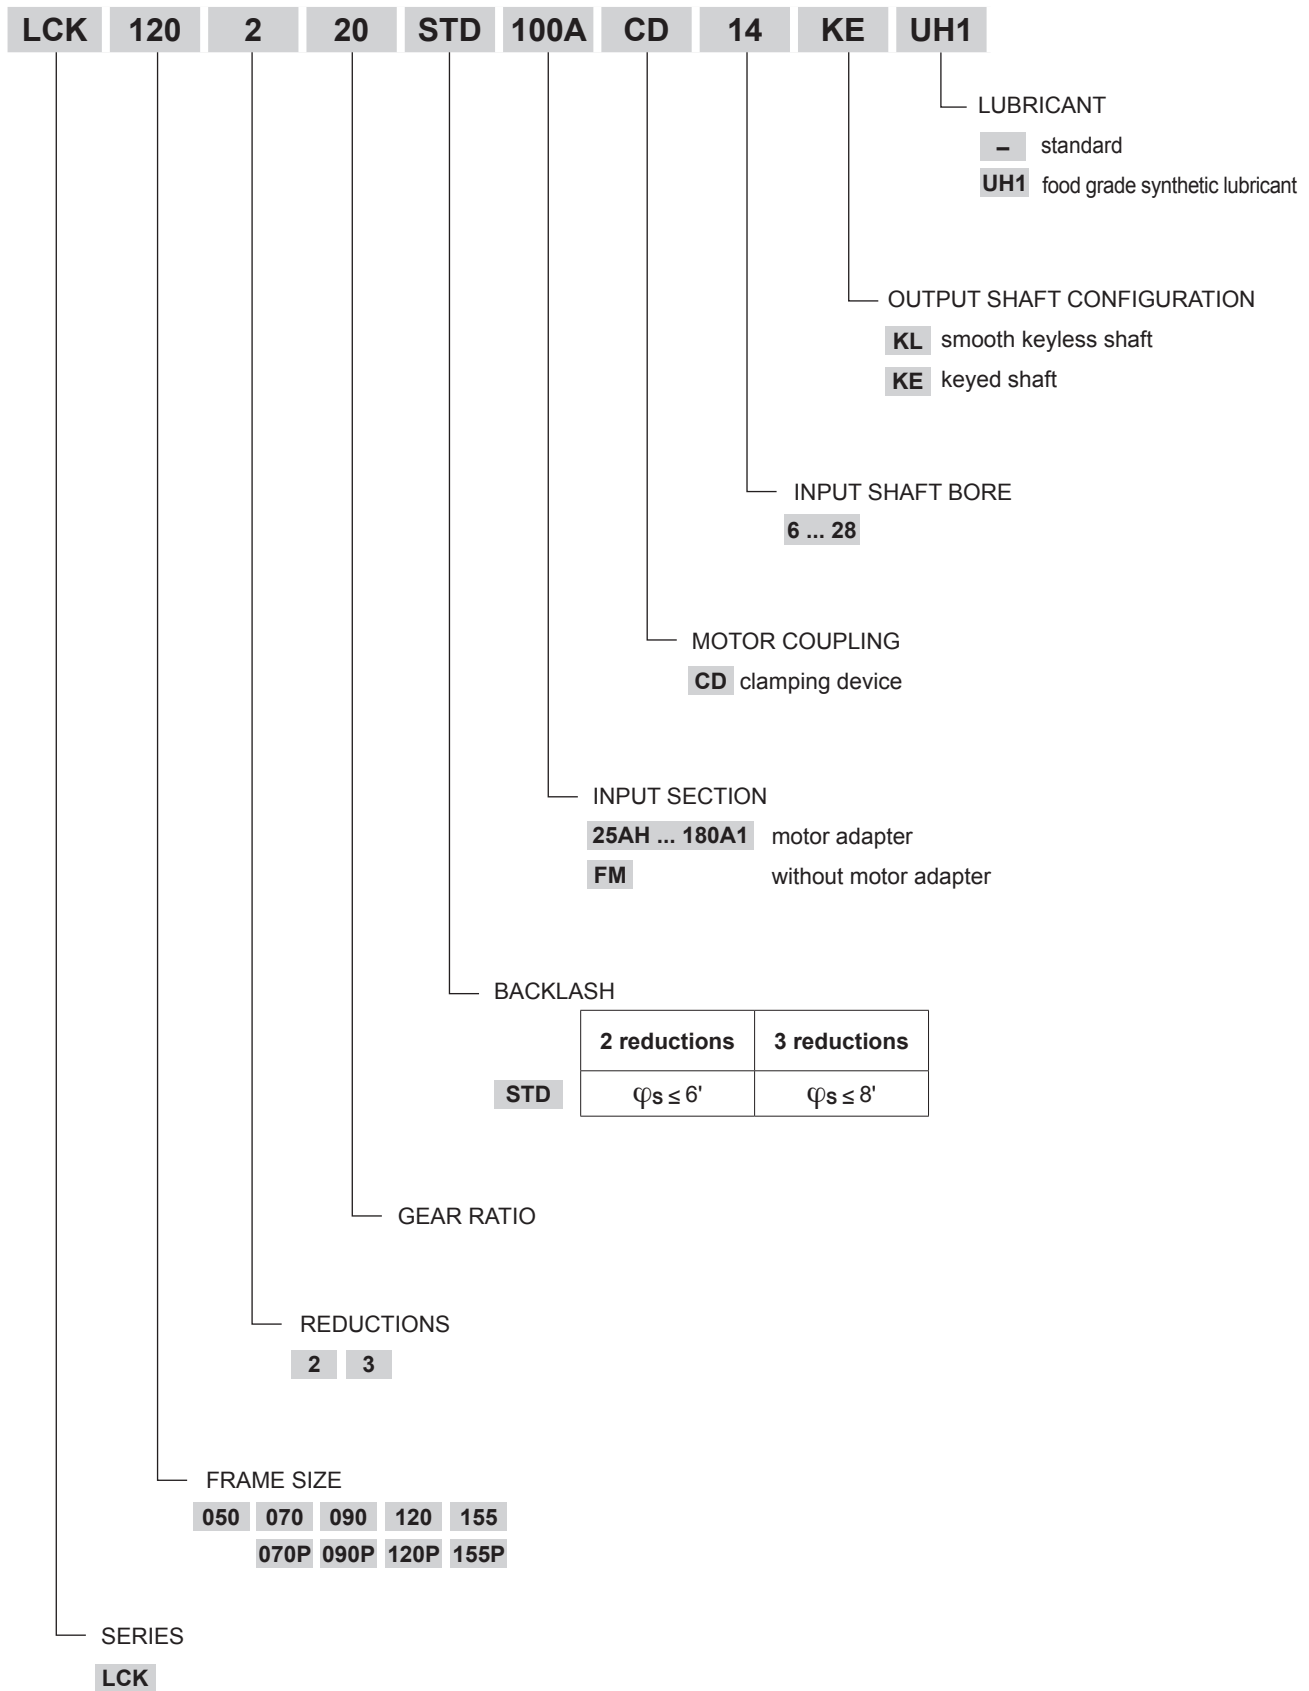 LCK 120 2 20 STD 100A CD 14 KE UH1
LUBRICANT
– standard
UH1 food grade synthetic lubricant
OUTPUT SHAFT CONFIGURATION
KL smooth keyless shaft
KE keyed shaft
INPUT SHAFT BORE
6 ... 28
MOTOR COUPLING
CD clamping device
INPUT SECTION
25AH ... 180A1 motor adapter
FM without motor adapter
BACKLASH
2 reductions 3 reductions
STD φs ≤ 6' φs ≤ 8'
GEAR RATIO
REDUCTIONS
2 3
FRAME SIZE
050 070 090 120 155
070P 090P 120P 155P
SERIES
LCK